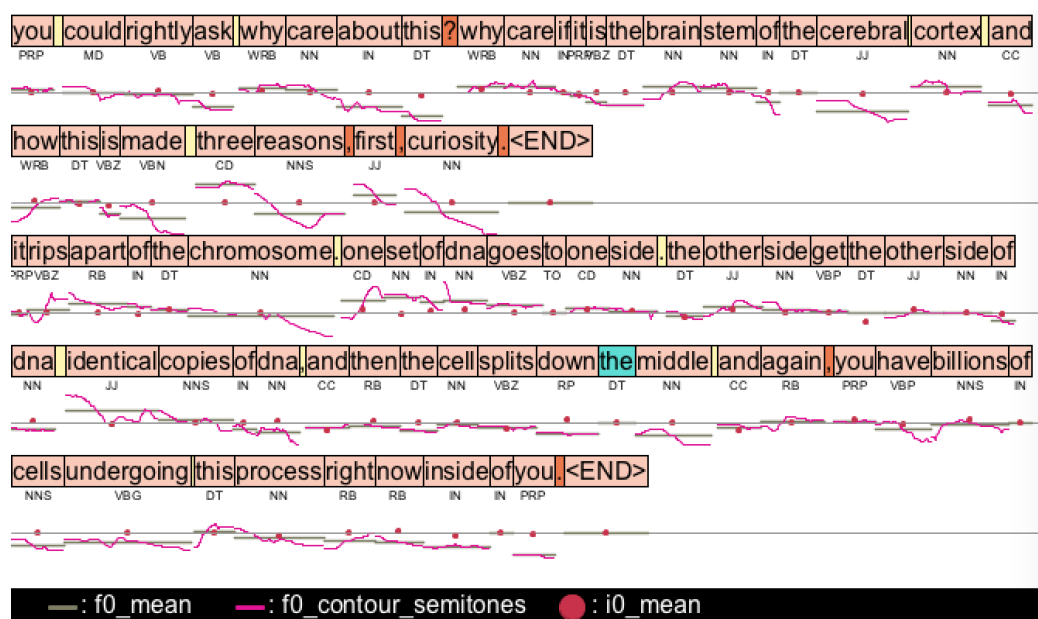 you could rightly ask why care about this ? why care if it is the brain stem of the cerebral cortex and
PRP MD VB VB WRB NN IN DT WRB NN IN PRP VBZ DT NN NN IN DT JJ NN CC
how this is made three reasons , first , curiosity . <END>
WRB DT VBZ VBN CD NNS JJ NN
it rips apart of the chromosome . one set of dna goes to one side . the other side get the other side of
PRP VBZ RB IN DT NN CD NN IN NN VBZ TO CD NN DT JJ NN VBP DT JJ NN IN
dna identical copies of dna , and then the cell splits down the middle and again , you have billions of
NN JJ NNS IN NN CC RB DT NN VBZ RP DT NN CC RB PRP VBP NNS IN
cells undergoing this process right now inside of you . <END>
NNS VBG DT NN RB RB IN IN PRP
: f0_mean : f0_contour_semitones : i0_mean